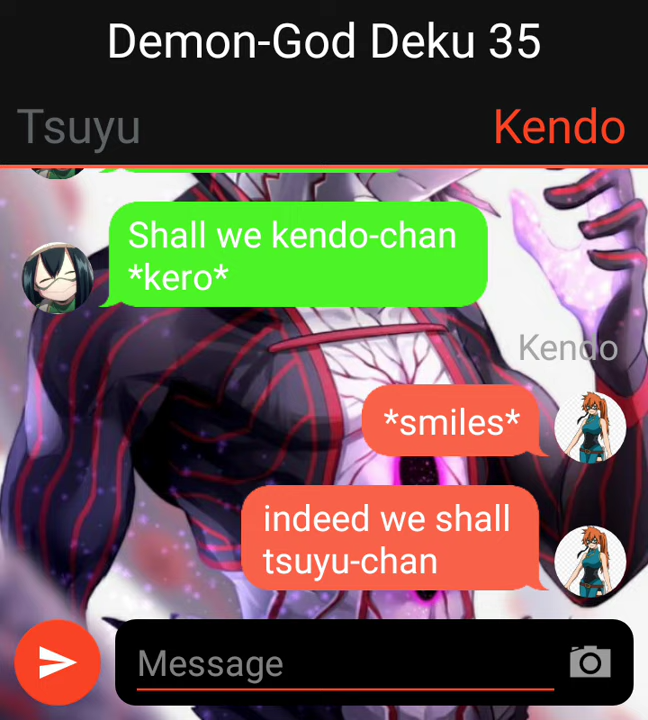 Demon-God Deku 35
Tsuyu
Kendo
Shall we kendo-chan
*kero*
Kendo
*smiles*
indeed we shall
tsuyu-chan
Message